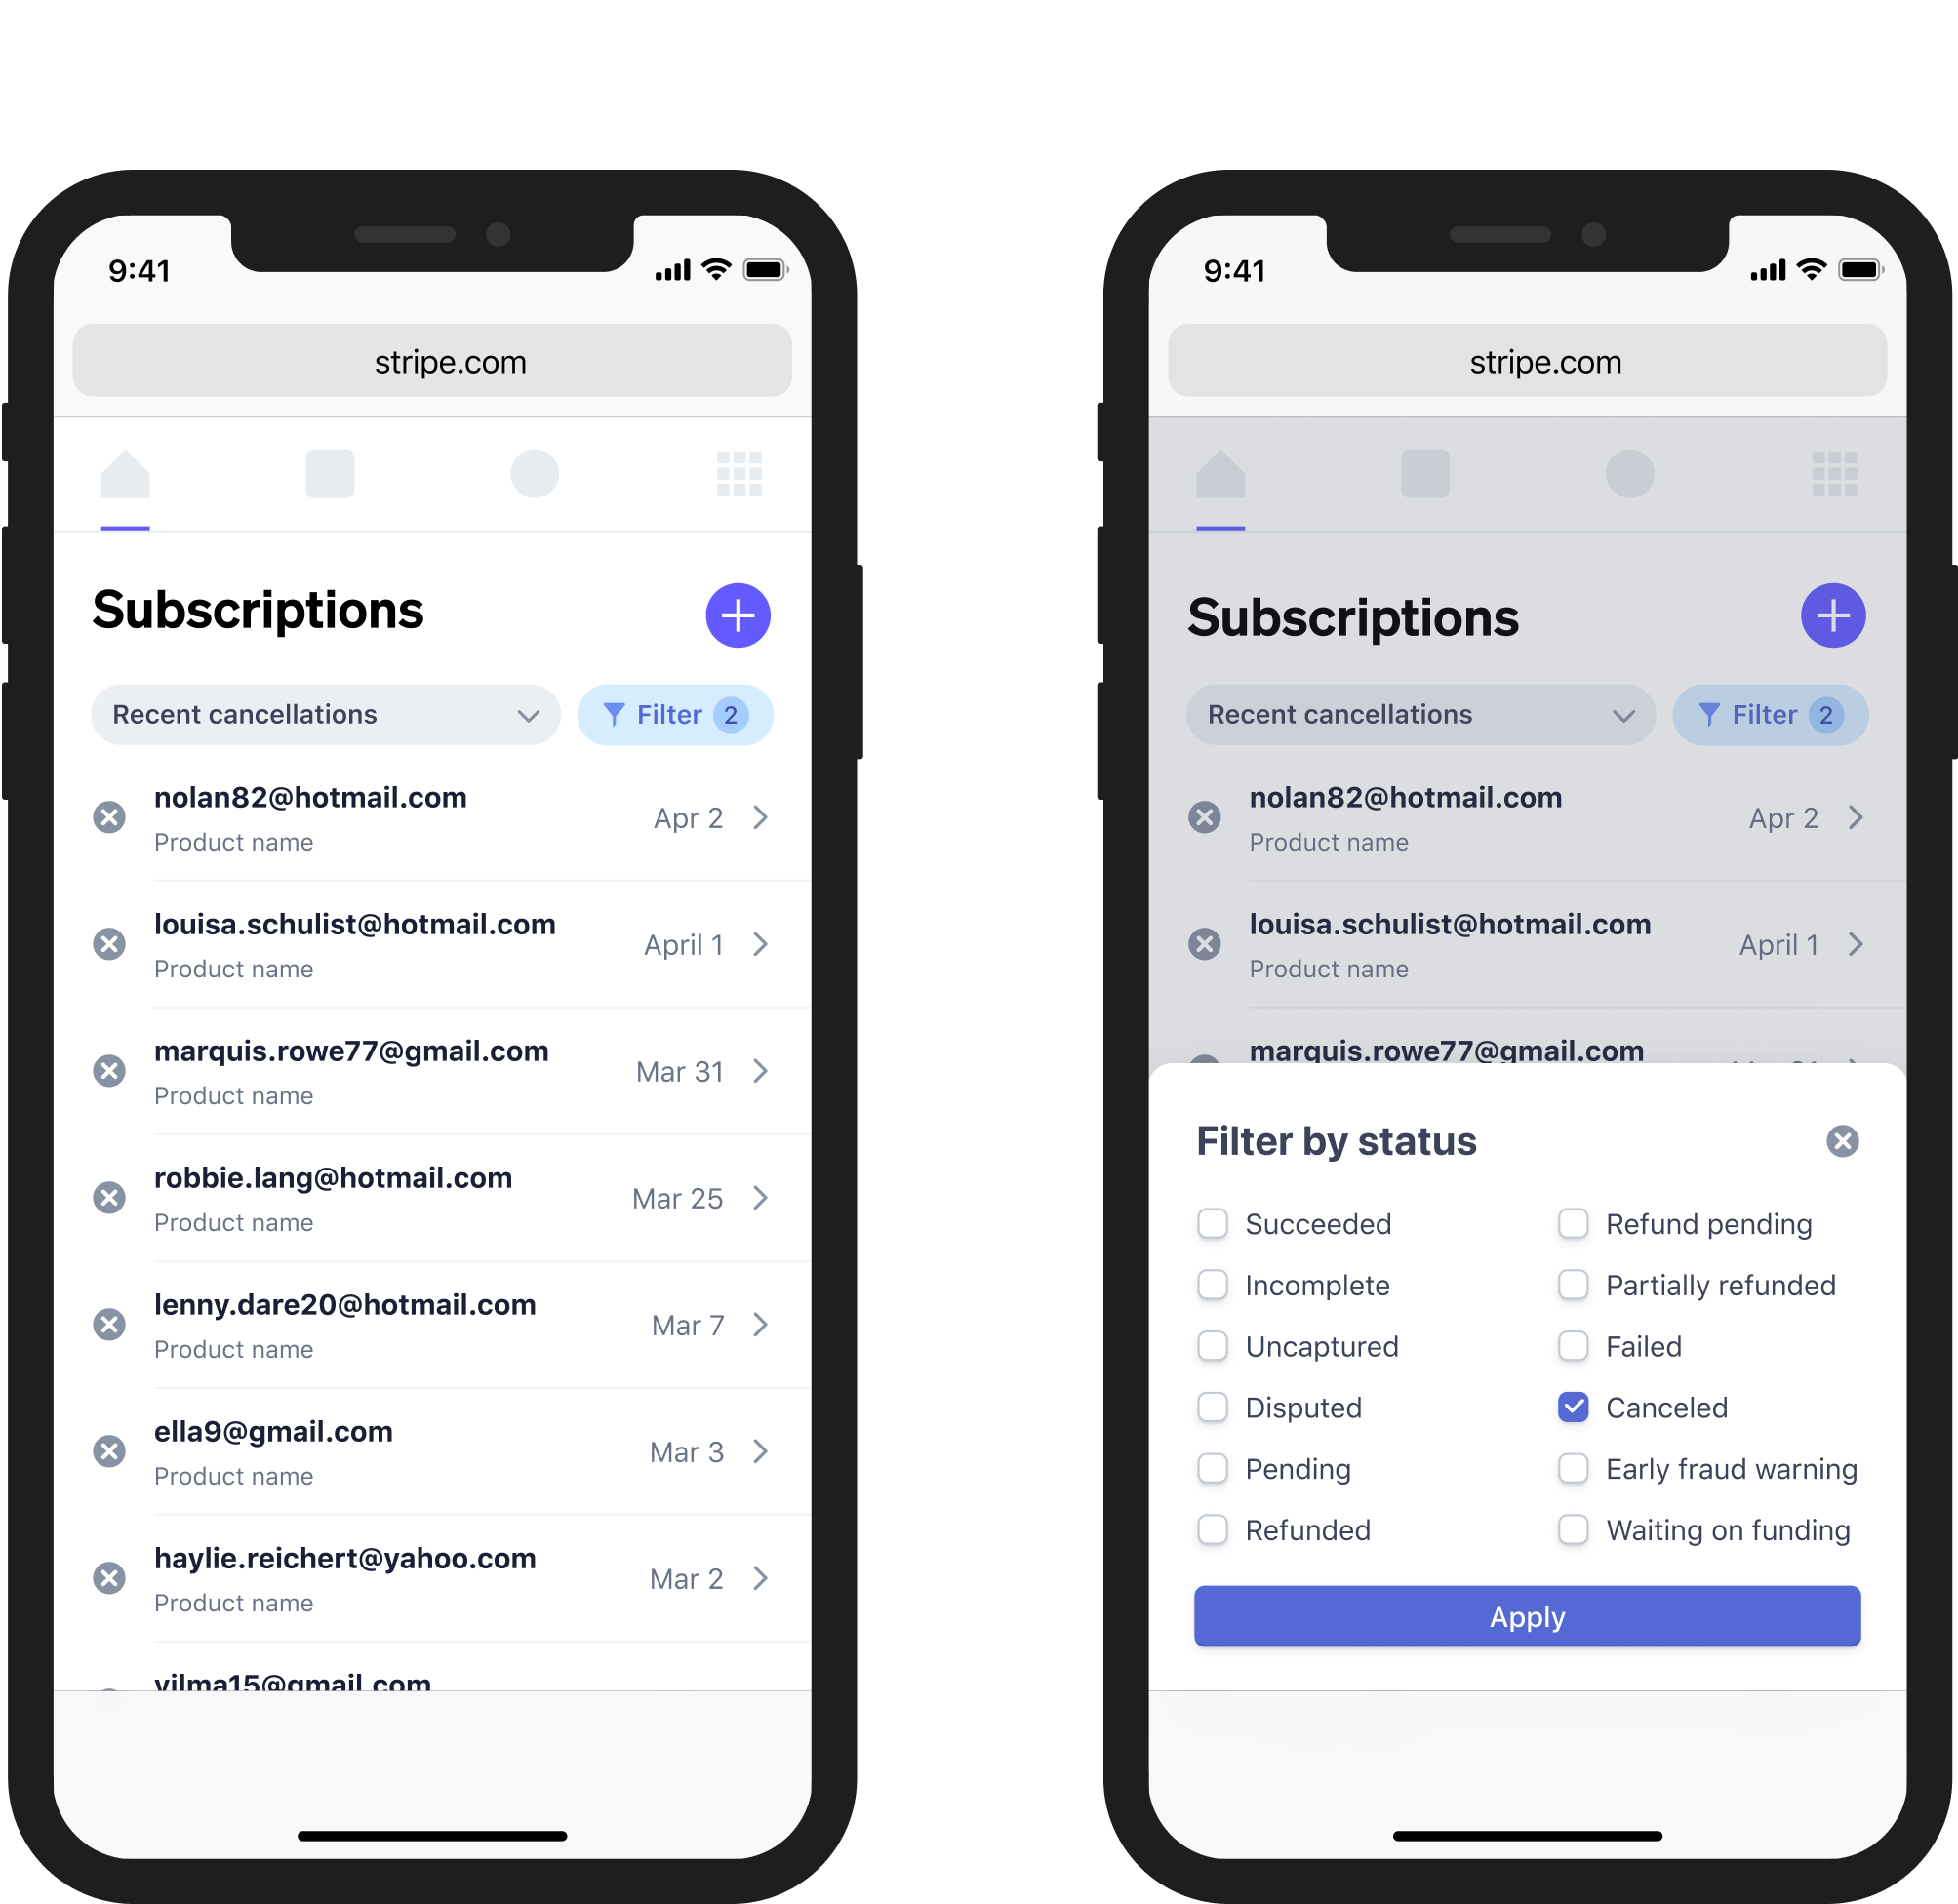 9:41
stripe.com
Subscriptions
Recent cancellations
Filter 2
nolan82@hotmail.com
Product name
Apr 2
louisa.schulist@hotmail.com
Product name
April 1
marquis.rowe77@gmail.com
Product name
Mar 31
robbie.lang@hotmail.com
Product name
Mar 25
lenny.dare20@hotmail.com
Product name
Mar 7
ella9@gmail.com
Product name
Mar 3
haylie.reichert@yahoo.com
Product name
Mar 2
vilma15@gmail.com
9:41
stripe.com
Subscriptions
Recent cancellations
Filter 2
nolan82@hotmail.com
Product name
Apr 2
louisa.schulist@hotmail.com
Product name
April 1
marquis.rowe77@gmail.com
Filter by status
Succeeded
Refund pending
Incomplete
Partially refunded
Uncaptured
Failed
Disputed
Canceled
Pending
Early fraud warning
Refunded
Waiting on funding
Apply